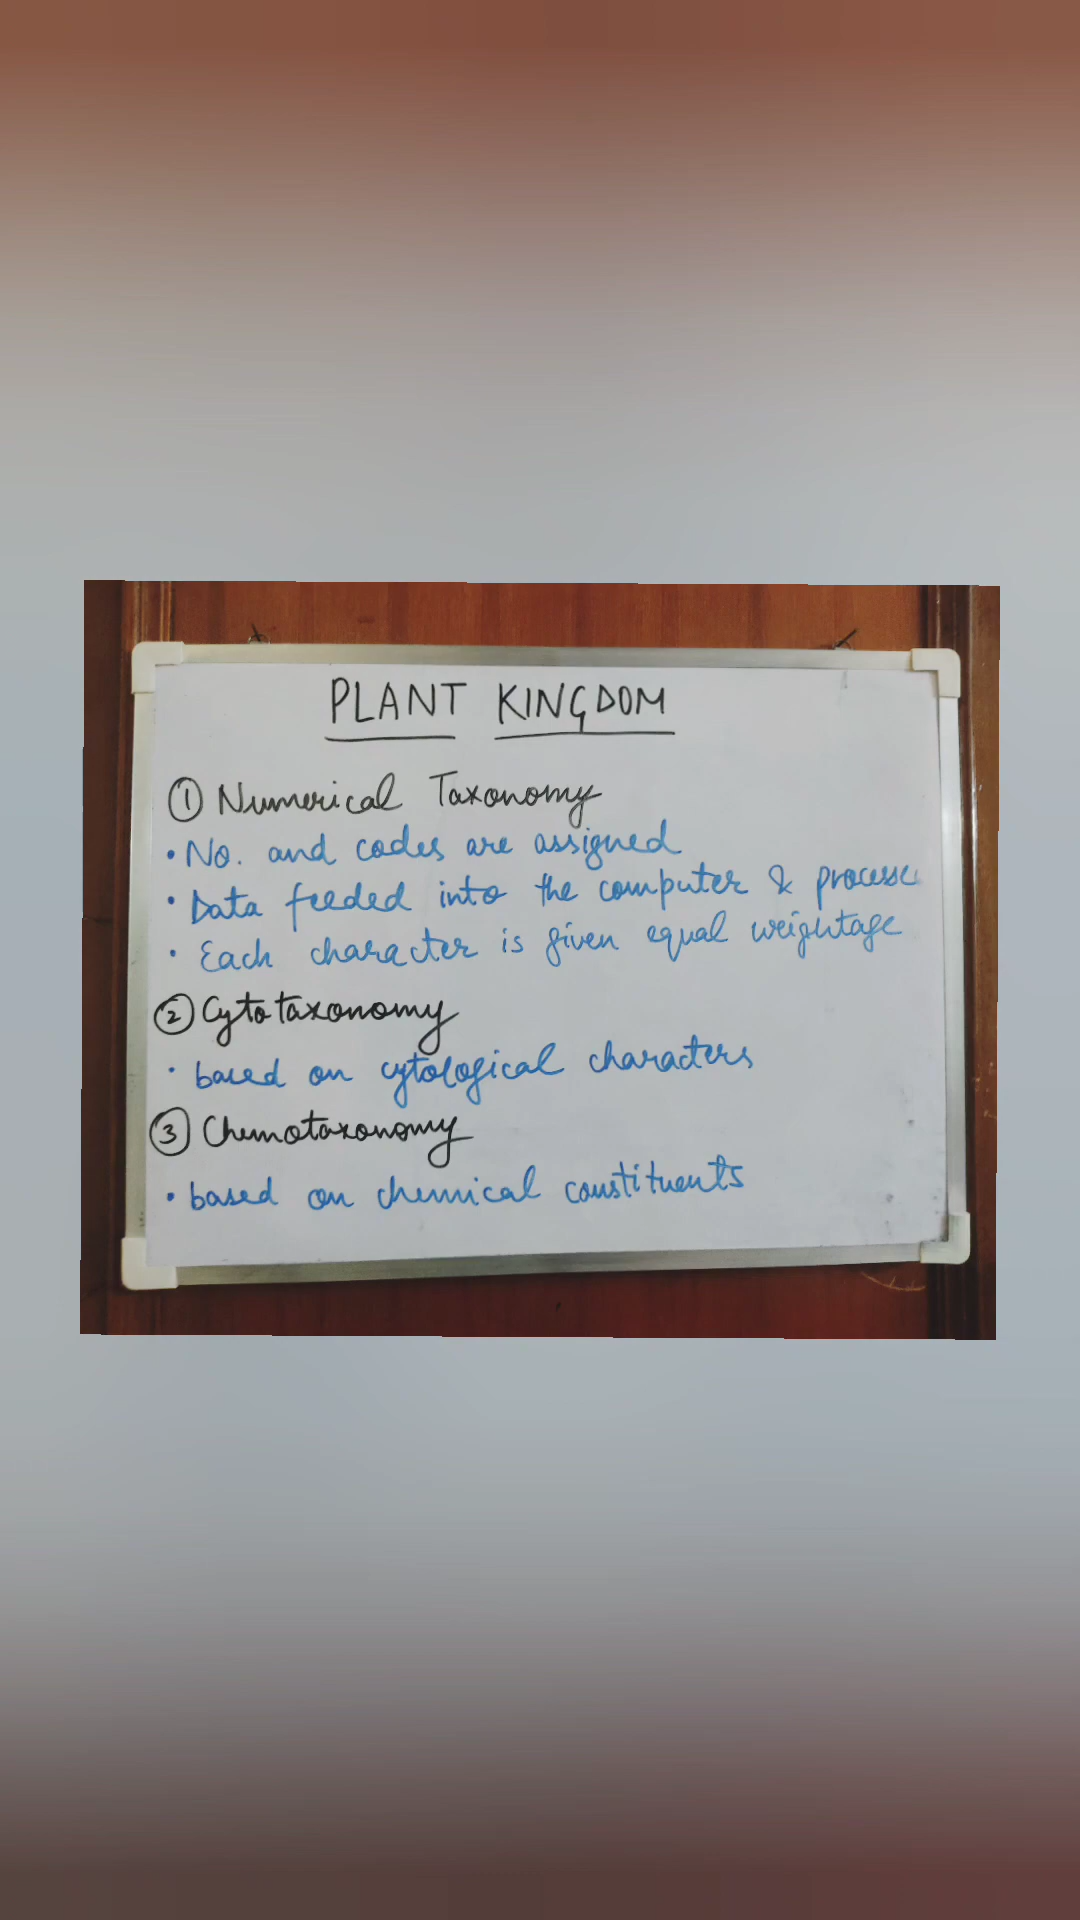 PLANT KINGDOM
① Numerical Taxonomy
• No. and codes are assigned
• Data feeded into the computer & processe
• Each character is given equal weightage
② Cytotaxonomy
• based on cytological characters
③ Chemotaxonomy
• based on chemical constituents